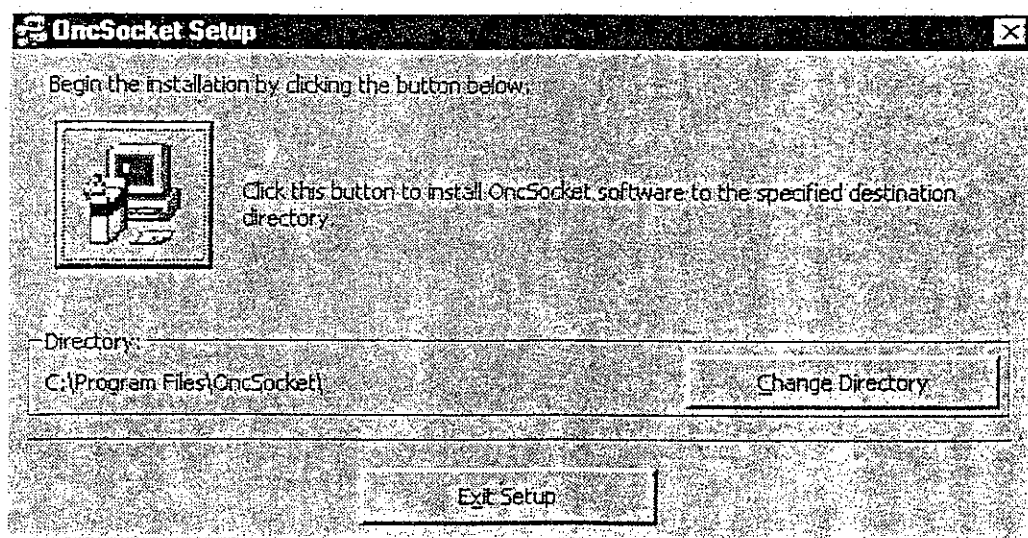 OncSocket Setup
Begin the installation by clicking the button below.
Click this button to install OncSocket software to the specified destination
directory.
Directory:
C:\Program Files\OncSocket\
Change Directory
Exit Setup